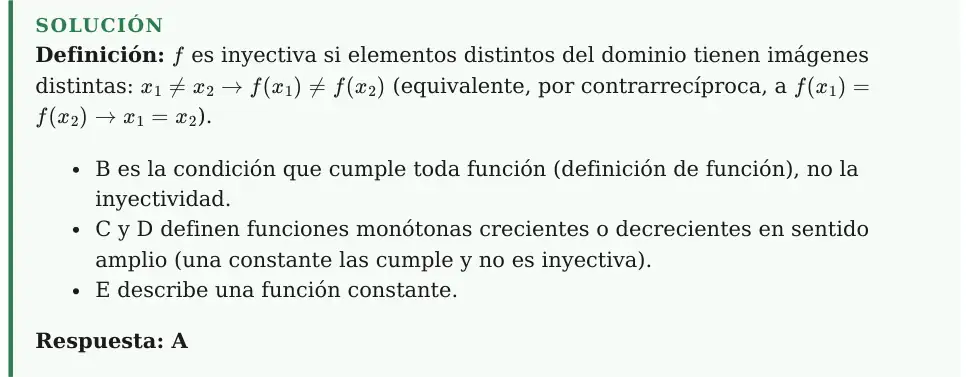 SOLUCIÓN
Definición: f es inyectiva si elementos distintos del dominio tienen imágenes
distintas: x₁ ≠ x₂ → f(x₁) ≠ f(x₂) (equivalente, por contrarrecíproca, a f(x₁) =
f(x₂) → x₁ = x₂).
• B es la condición que cumple toda función (definición de función), no la
inyectividad.
• C y D definen funciones monótonas crecientes o decrecientes en sentido
amplio (una constante las cumple y no es inyectiva).
• E describe una función constante.
Respuesta: A